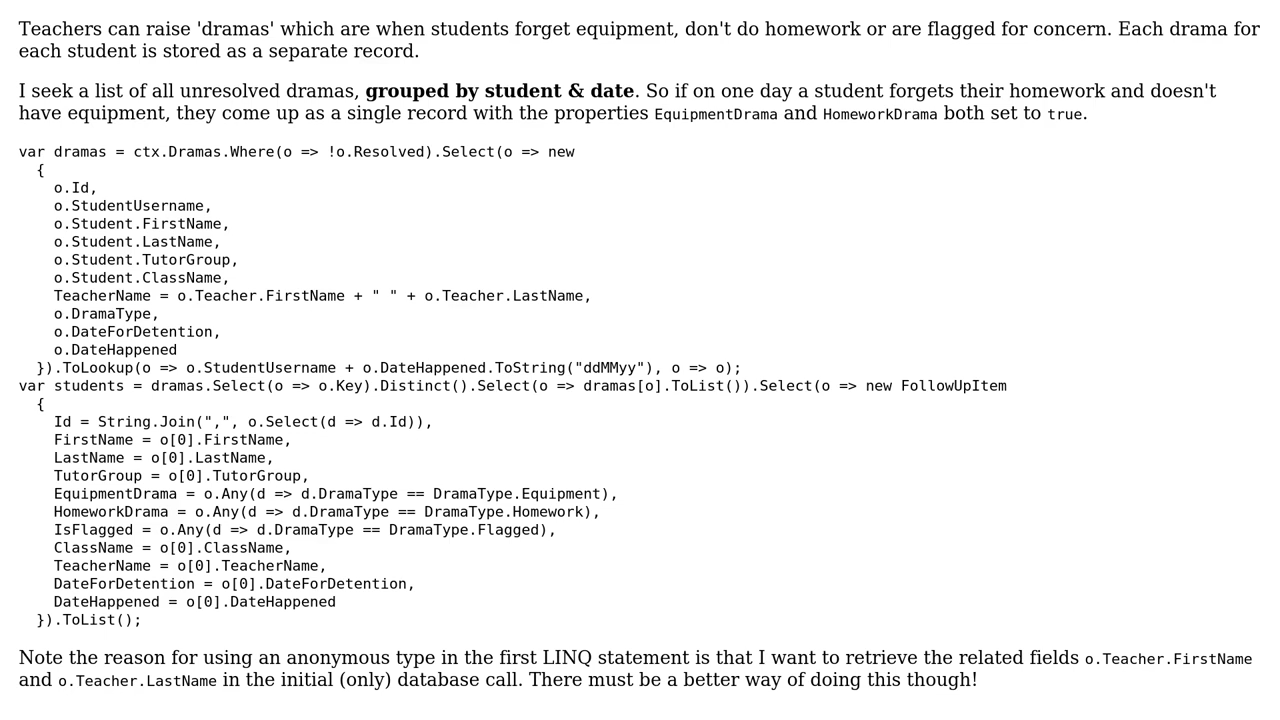 Teachers can raise 'dramas' which are when students forget equipment, don't do homework or are flagged for concern. Each drama for
each student is stored as a separate record.
I seek a list of all unresolved dramas, grouped by student & date. So if on one day a student forgets their homework and doesn't
have equipment, they come up as a single record with the properties EquipmentDrama and HomeworkDrama both set to true.
var dramas = ctx.Dramas.Where(o => !o.Resolved).Select(o => new
  {
    o.Id,
    o.StudentUsername,
    o.Student.FirstName,
    o.Student.LastName,
    o.Student.TutorGroup,
    o.Student.ClassName,
    TeacherName = o.Teacher.FirstName + " " + o.Teacher.LastName,
    o.DramaType,
    o.DateForDetention,
    o.DateHappened
  }).ToLookup(o => o.StudentUsername + o.DateHappened.ToString("ddMMyy"), o => o);
var students = dramas.Select(o => o.Key).Distinct().Select(o => dramas[o].ToList()).Select(o => new FollowUpItem
  {
    Id = String.Join(",", o.Select(d => d.Id)),
    FirstName = o[0].FirstName,
    LastName = o[0].LastName,
    TutorGroup = o[0].TutorGroup,
    EquipmentDrama = o.Any(d => d.DramaType == DramaType.Equipment),
    HomeworkDrama = o.Any(d => d.DramaType == DramaType.Homework),
    IsFlagged = o.Any(d => d.DramaType == DramaType.Flagged),
    ClassName = o[0].ClassName,
    TeacherName = o[0].TeacherName,
    DateForDetention = o[0].DateForDetention,
    DateHappened = o[0].DateHappened
  }).ToList();
Note the reason for using an anonymous type in the first LINQ statement is that I want to retrieve the related fields o.Teacher.FirstName
and o.Teacher.LastName in the initial (only) database call. There must be a better way of doing this though!